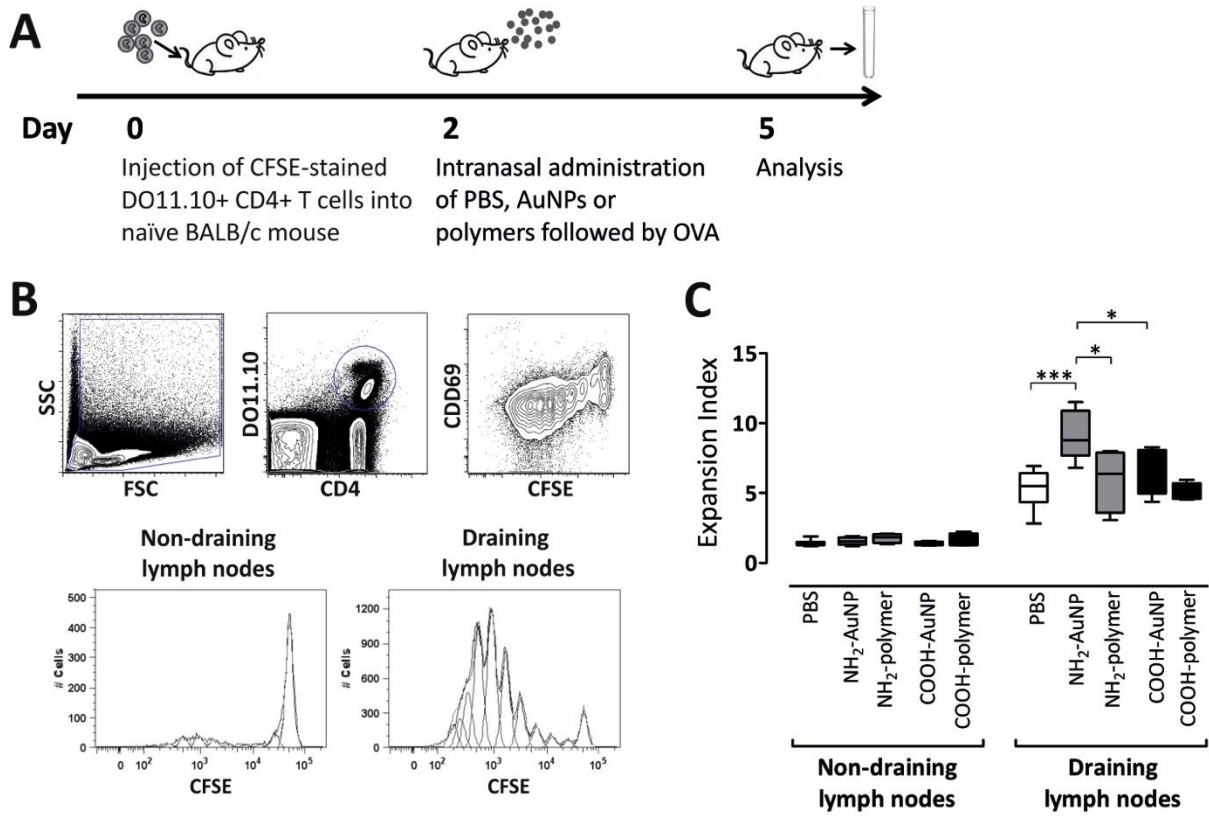 A
Day 0 2 5
Injection of CFSE-stained
DO11.10+ CD4+ T cells into
naïve BALB/c mouse
Intranasal administration
of PBS, AuNPs or
polymers followed by OVA
Analysis
B
SSC
FSC
DO11.10
CD4
CDD69
CFSE
Non-draining
lymph nodes
# Cells
500
400
300
200
100
0
0 10² 10³ 10⁴ 10⁵
CFSE
Draining
lymph nodes
# Cells
1200
900
600
300
0
0 10² 10³ 10⁴ 10⁵
CFSE
C
Expansion Index
15
10
5
0
*
*
***
PBS
NH₂-AuNP
NH₂-polymer
COOH-AuNP
COOH-polymer
PBS
NH₂-AuNP
NH₂-polymer
COOH-AuNP
COOH-polymer
Non-draining
lymph nodes
Draining
lymph nodes